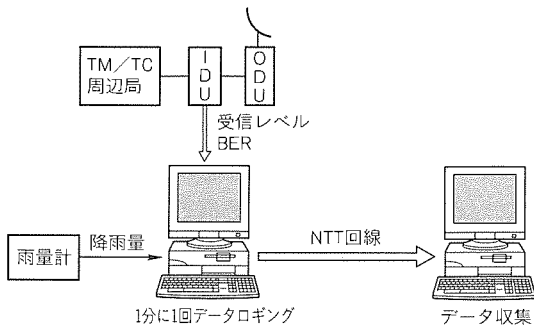 TM/TC
周辺局
IDU
ODU
受信レベル
BER
雨量計
降雨量
NTT回線
1分に1回データロギング
データ収集